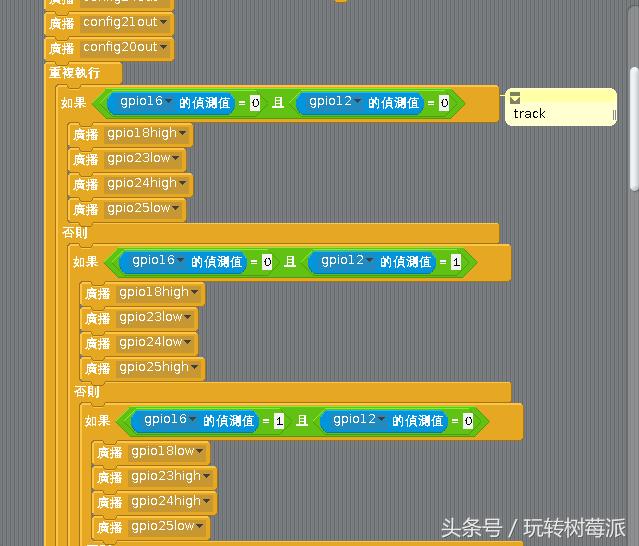 廣播 config21out
廣播 config20out
重複執行
如果 gpio16 的偵測值 = 0 且 gpio12 的偵測值 = 0
track
廣播 gpio18high
廣播 gpio23low
廣播 gpio24high
廣播 gpio25low
否則
如果 gpio16 的偵測值 = 0 且 gpio12 的偵測值 = 1
廣播 gpio18high
廣播 gpio23low
廣播 gpio24low
廣播 gpio25high
否則
如果 gpio16 的偵測值 = 1 且 gpio12 的偵測值 = 0
廣播 gpio18low
廣播 gpio23high
廣播 gpio24high
廣播 gpio25low
头条号 / 玩转树莓派